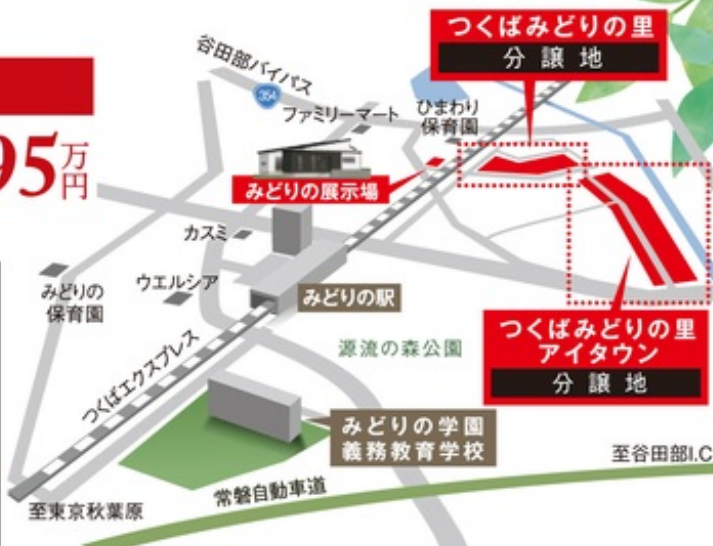 つくばみどりの里
分譲地
谷田部バイパス
354
ファミリーマート
ひまわり
保育園
95万円
みどりの展示場
カスミ
ウエルシア
みどりの
保育園
みどりの駅
源流の森公園
つくばみどりの里
アイタウン
分譲地
つくばエクスプレス
みどりの学園
義務教育学校
至谷田部I.C
至東京秋葉原
常磐自動車道